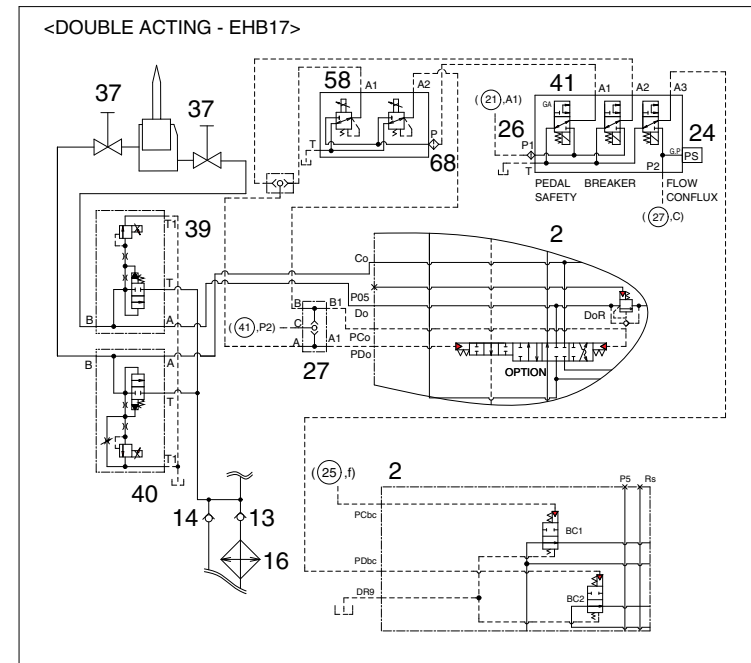 <DOUBLE ACTING - EHB17>
58
A1
A2
41
A1
A2
A3
37
37
(21,A1)
26
GA
24
T
P
68
P1
G.P
PS
T
P2
PEDAL
SAFETY
BREAKER
FLOW
CONFLUX
(27,C)
39
T1
T
B
A
2
Co
P05
Do
DoR
B
B1
(41,P2)
C
A
A1
PCo
PDo
27
OPTION
B
A
T
T1
40
14
13
16
(25,f)
2
P5
Rs
PCbc
BC1
PDbc
DR9
BC2